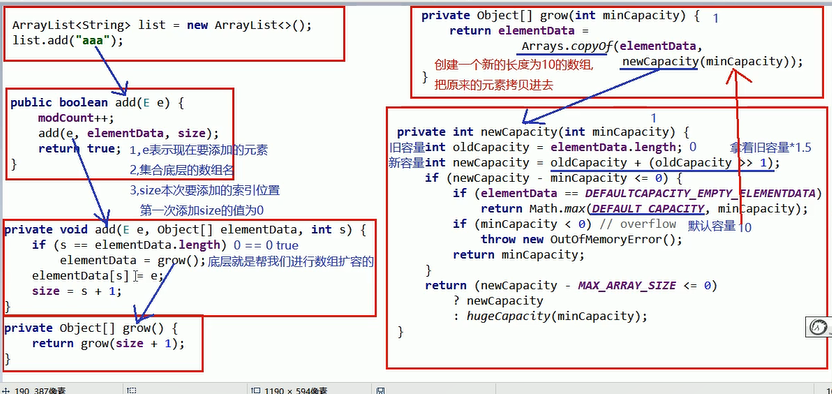 ArrayList<String> list = new ArrayList<>();
list.add("aaa");
public boolean add(E e) {
modCount++;
add(e, elementData, size);
return true; 1,e表示现在要添加的元素
} 2,集合底层的数组名
3,size本次要添加的索引位置
第一次添加size的值为0
private void add(E e, Object[] elementData, int s) {
if (s == elementData.length) 0 == 0 true
elementData = grow(); 底层就是帮我们进行数组扩容的
elementData[s] = e;
size = s + 1;
}
private Object[] grow() {
return grow(size + 1);
}
private Object[] grow(int minCapacity) { 1
return elementData =
Arrays.copyOf(elementData,
创建一个新的长度为10的数组, newCapacity(minCapacity));
} 把原来的元素拷贝进去
1
private int newCapacity(int minCapacity) {
旧容量int oldCapacity = elementData.length; 0 拿着旧容量*1.5
新容量int newCapacity = oldCapacity + (oldCapacity >> 1);
if (newCapacity - minCapacity <= 0) {
if (elementData == DEFAULTCAPACITY_EMPTY_ELEMENTDATA)
return Math.max(DEFAULT_CAPACITY, minCapacity);
if (minCapacity < 0) // overflow 默认容量 10
throw new OutOfMemoryError();
return minCapacity;
}
return (newCapacity - MAX_ARRAY_SIZE <= 0)
? newCapacity
: hugeCapacity(minCapacity);
}
190, 387像素 1190 × 594像素